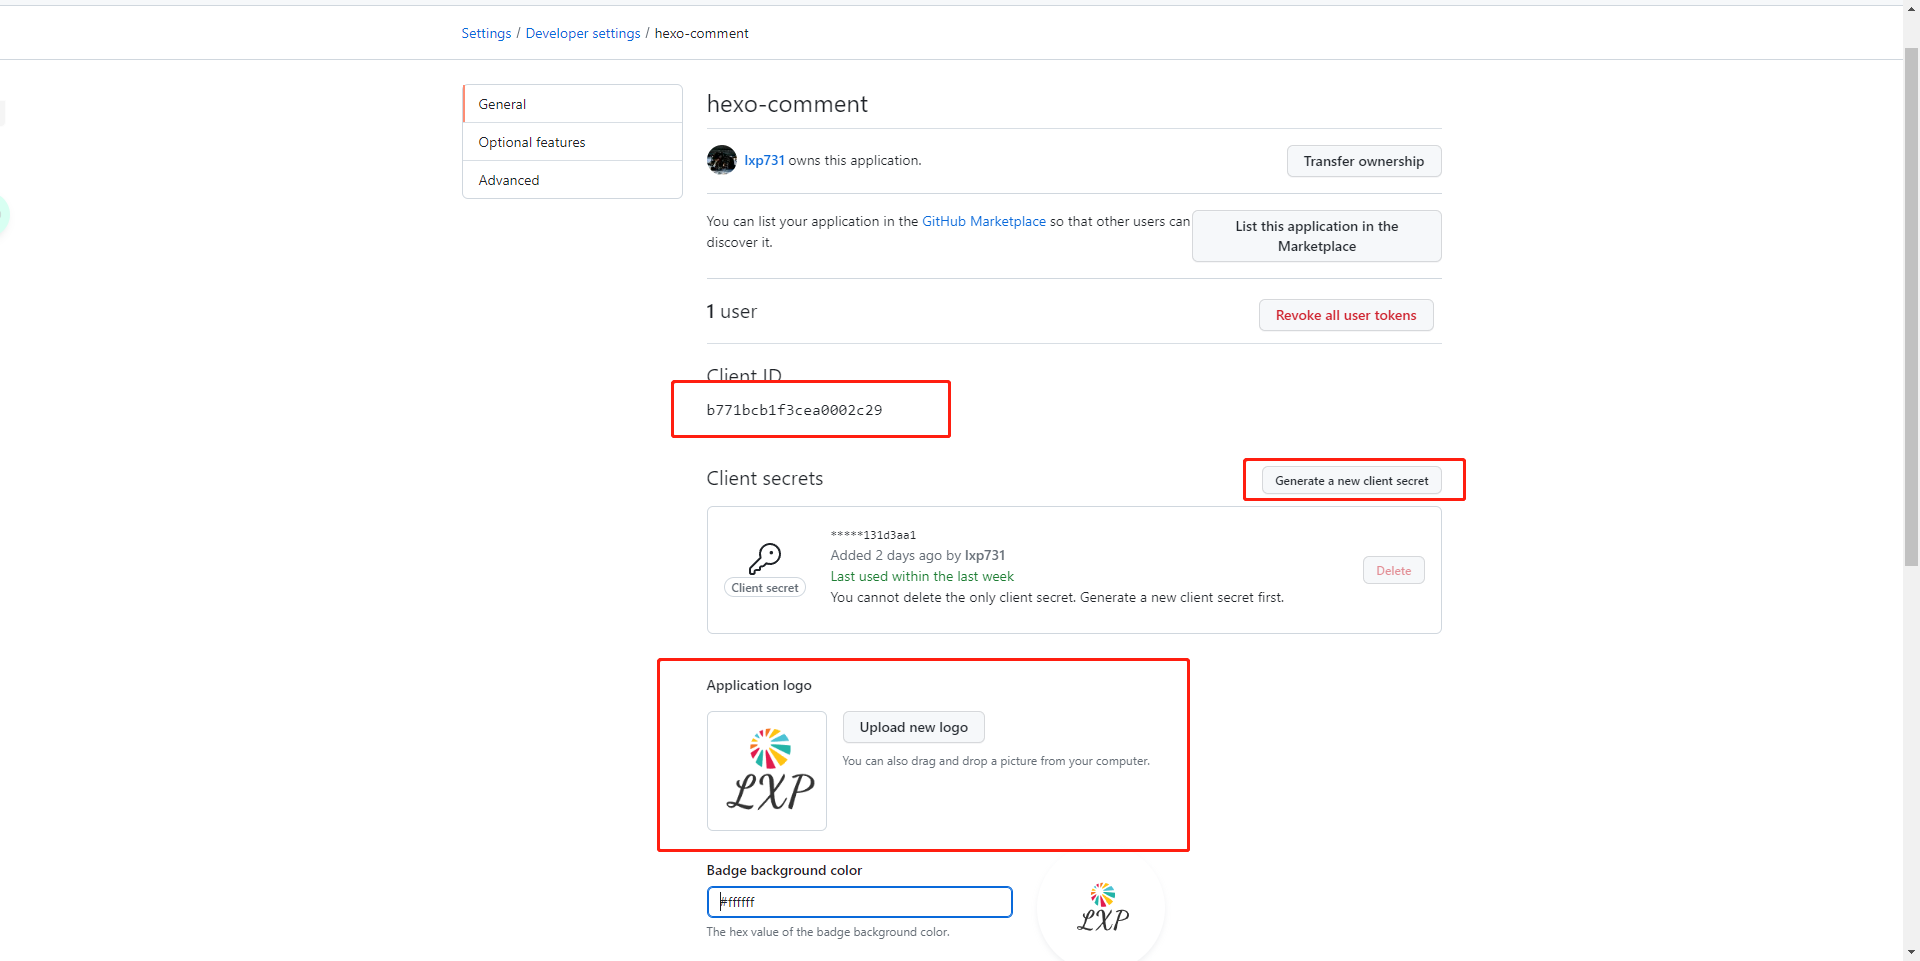 Settings / Developer settings / hexo-comment
General
Optional features
Advanced
hexo-comment
lxp731 owns this application.
Transfer ownership
You can list your application in the GitHub Marketplace so that other users can
discover it.
List this application in the
Marketplace
1 user
Revoke all user tokens
Client ID
b771bcb1f3cea0002c29
Client secrets
Generate a new client secret
*****131d3aa1
Added 2 days ago by lxp731
Last used within the last week
You cannot delete the only client secret. Generate a new client secret first.
Client secret
Delete
Application logo
LXP
Upload new logo
You can also drag and drop a picture from your computer.
Badge background color
#ffffff
The hex value of the badge background color.
LXP